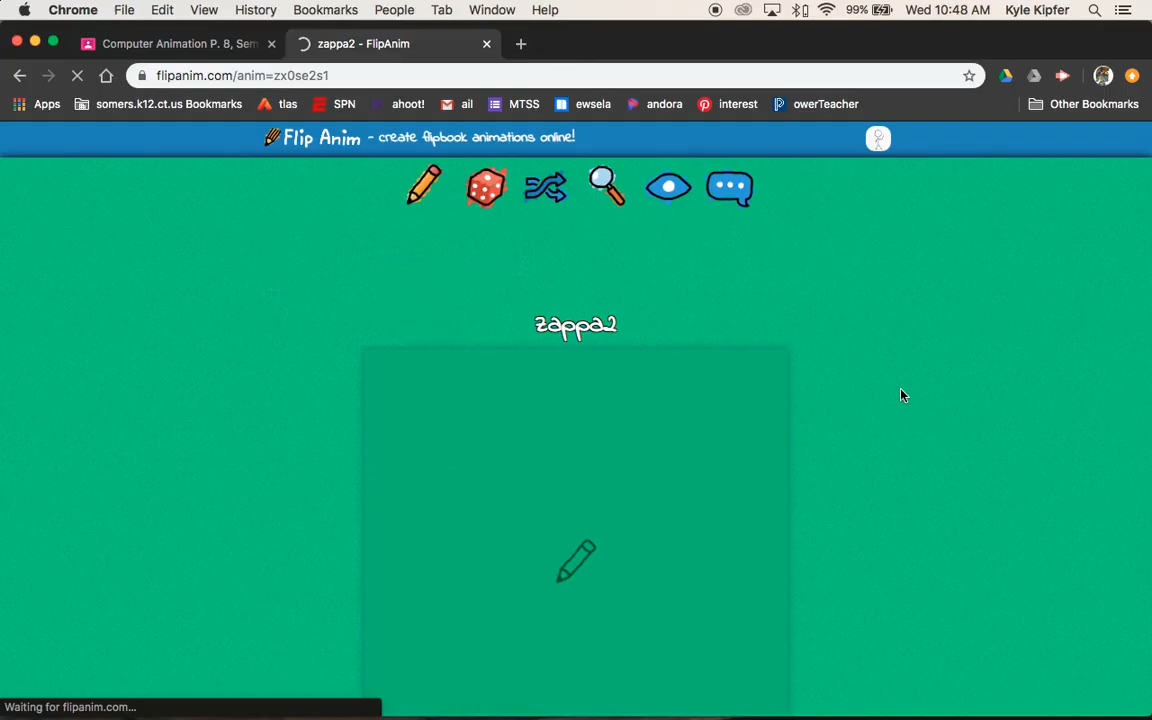 Chrome File Edit View History Bookmarks People Tab Window Help 99% Wed 10:48 AM Kyle Kipfer
Computer Animation P. 8, Sem zappa2 - FlipAnim
flipanim.com/anim=zx0se2s1
Apps somers.k12.ct.us Bookmarks tlas SPN ahoot! ail MTSS ewsela andora interest owerTeacher Other Bookmarks
Flip Anim - create flipbook animations online!
zappa2
Waiting for flipanim.com...